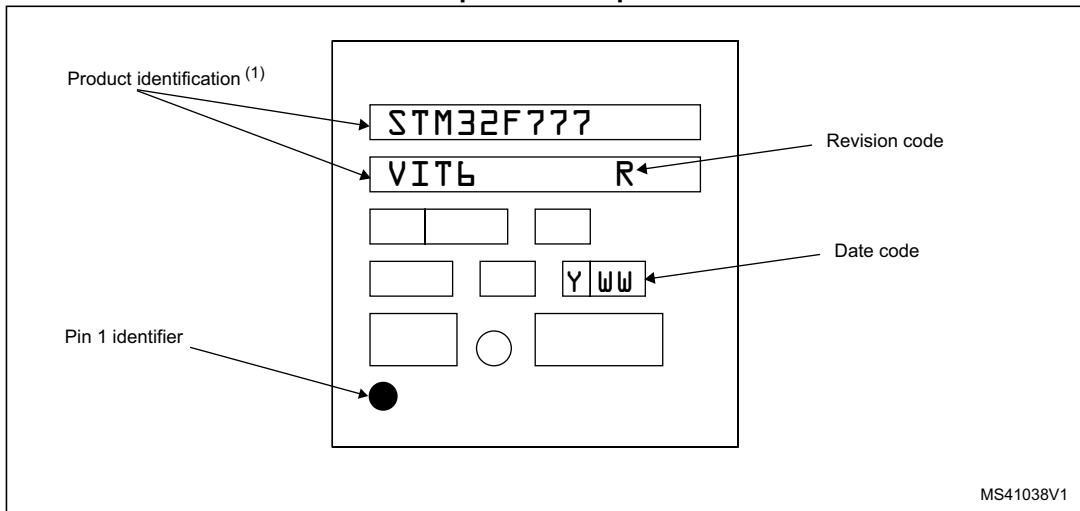 Product identification (1)
STM32F777
Revision code
VIT6 R
Date code
Y WW
Pin 1 identifier
MS41038V1